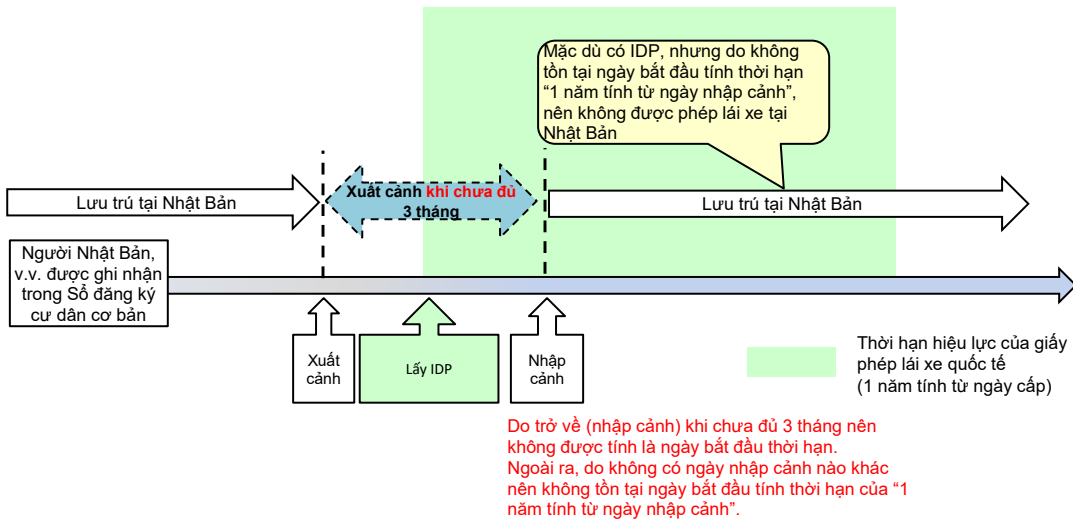 Mặc dù có IDP, nhưng do không
tồn tại ngày bắt đầu tính thời hạn
“1 năm tính từ ngày nhập cảnh”,
nên không được phép lái xe tại
Nhật Bản
Lưu trú tại Nhật Bản
Xuất cảnh khi chưa đủ
3 tháng
Lưu trú tại Nhật Bản
Người Nhật Bản,
v.v. được ghi nhận
trong Sổ đăng ký
cư dân cơ bản
Xuất
cảnh
Lấy IDP
Nhập
cảnh
Thời hạn hiệu lực của giấy
phép lái xe quốc tế
(1 năm tính từ ngày cấp)
Do trở về (nhập cảnh) khi chưa đủ 3 tháng nên
không được tính là ngày bắt đầu thời hạn.
Ngoài ra, do không có ngày nhập cảnh nào khác
nên không tồn tại ngày bắt đầu tính thời hạn của “1
năm tính từ ngày nhập cảnh”.